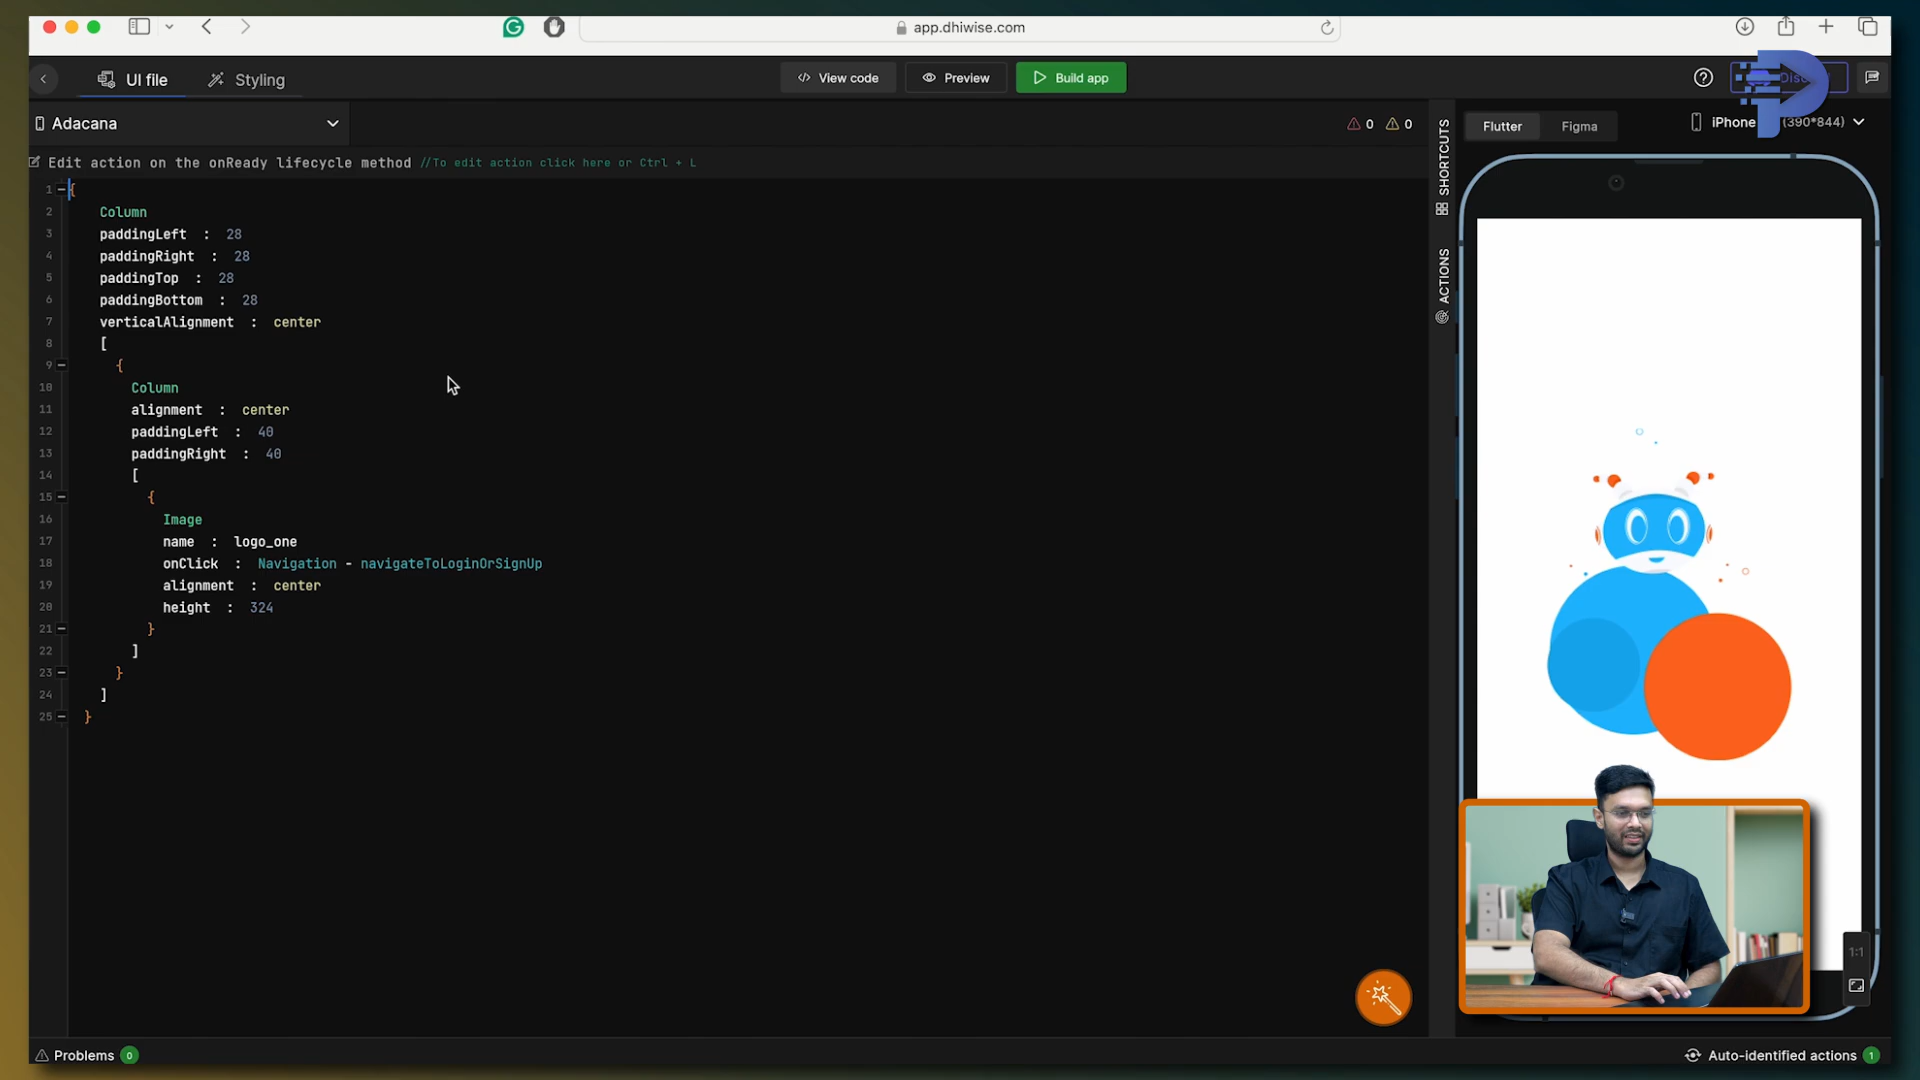 app.dhiwise.com
UI file
Styling
View code
Preview
Build app
Adacana
0
0
Flutter
Figma
iPhone
(390*844)
Edit action on the onReady lifecycle method //To edit action click here or Ctrl + L
SHORTCUTS
ACTIONS
1 {
2 Column
3 paddingLeft : 28
4 paddingRight : 28
5 paddingTop : 28
6 paddingBottom : 28
7 verticalAlignment : center
8 [
9 {
10 Column
11 alignment : center
12 paddingLeft : 40
13 paddingRight : 40
14 [
15 {
16 Image
17 name : logo_one
18 onClick : Navigation - navigateToLoginOrSignUp
19 alignment : center
20 height : 324
21 }
22 ]
23 }
24 ]
25 }
1:1
Problems 0
Auto-identified actions 1